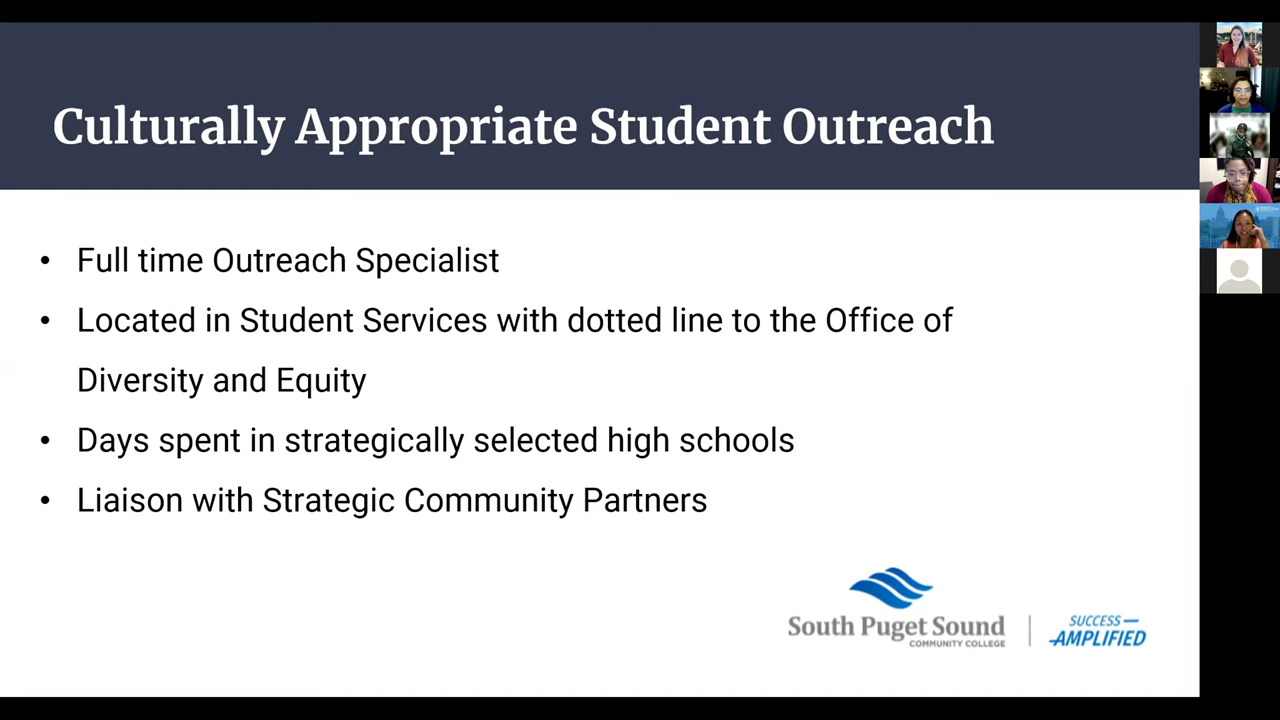 Culturally Appropriate Student Outreach
• Full time Outreach Specialist
• Located in Student Services with dotted line to the Office of
Diversity and Equity
• Days spent in strategically selected high schools
• Liaison with Strategic Community Partners
South Puget Sound
COMMUNITY COLLEGE
SUCCESS
AMPLIFIED